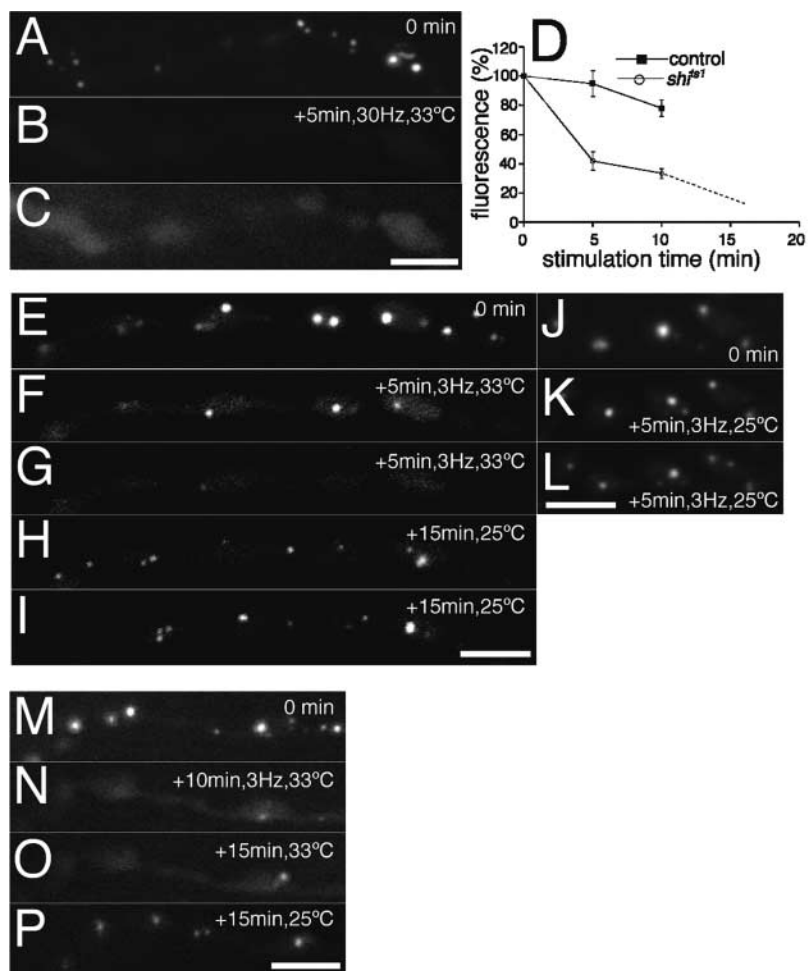 A
0 min
B
+5min,30Hz,33ºC
C
D
control
shi^ts1
fluorescence (%)
120
100
80
60
40
20
0
0
5
10
15
20
stimulation time (min)
E
0 min
F
+5min,3Hz,33ºC
G
+5min,3Hz,33ºC
H
+15min,25ºC
I
+15min,25ºC
J
0 min
K
+5min,3Hz,25ºC
L
+5min,3Hz,25ºC
M
0 min
N
+10min,3Hz,33ºC
O
+15min,33ºC
P
+15min,25ºC